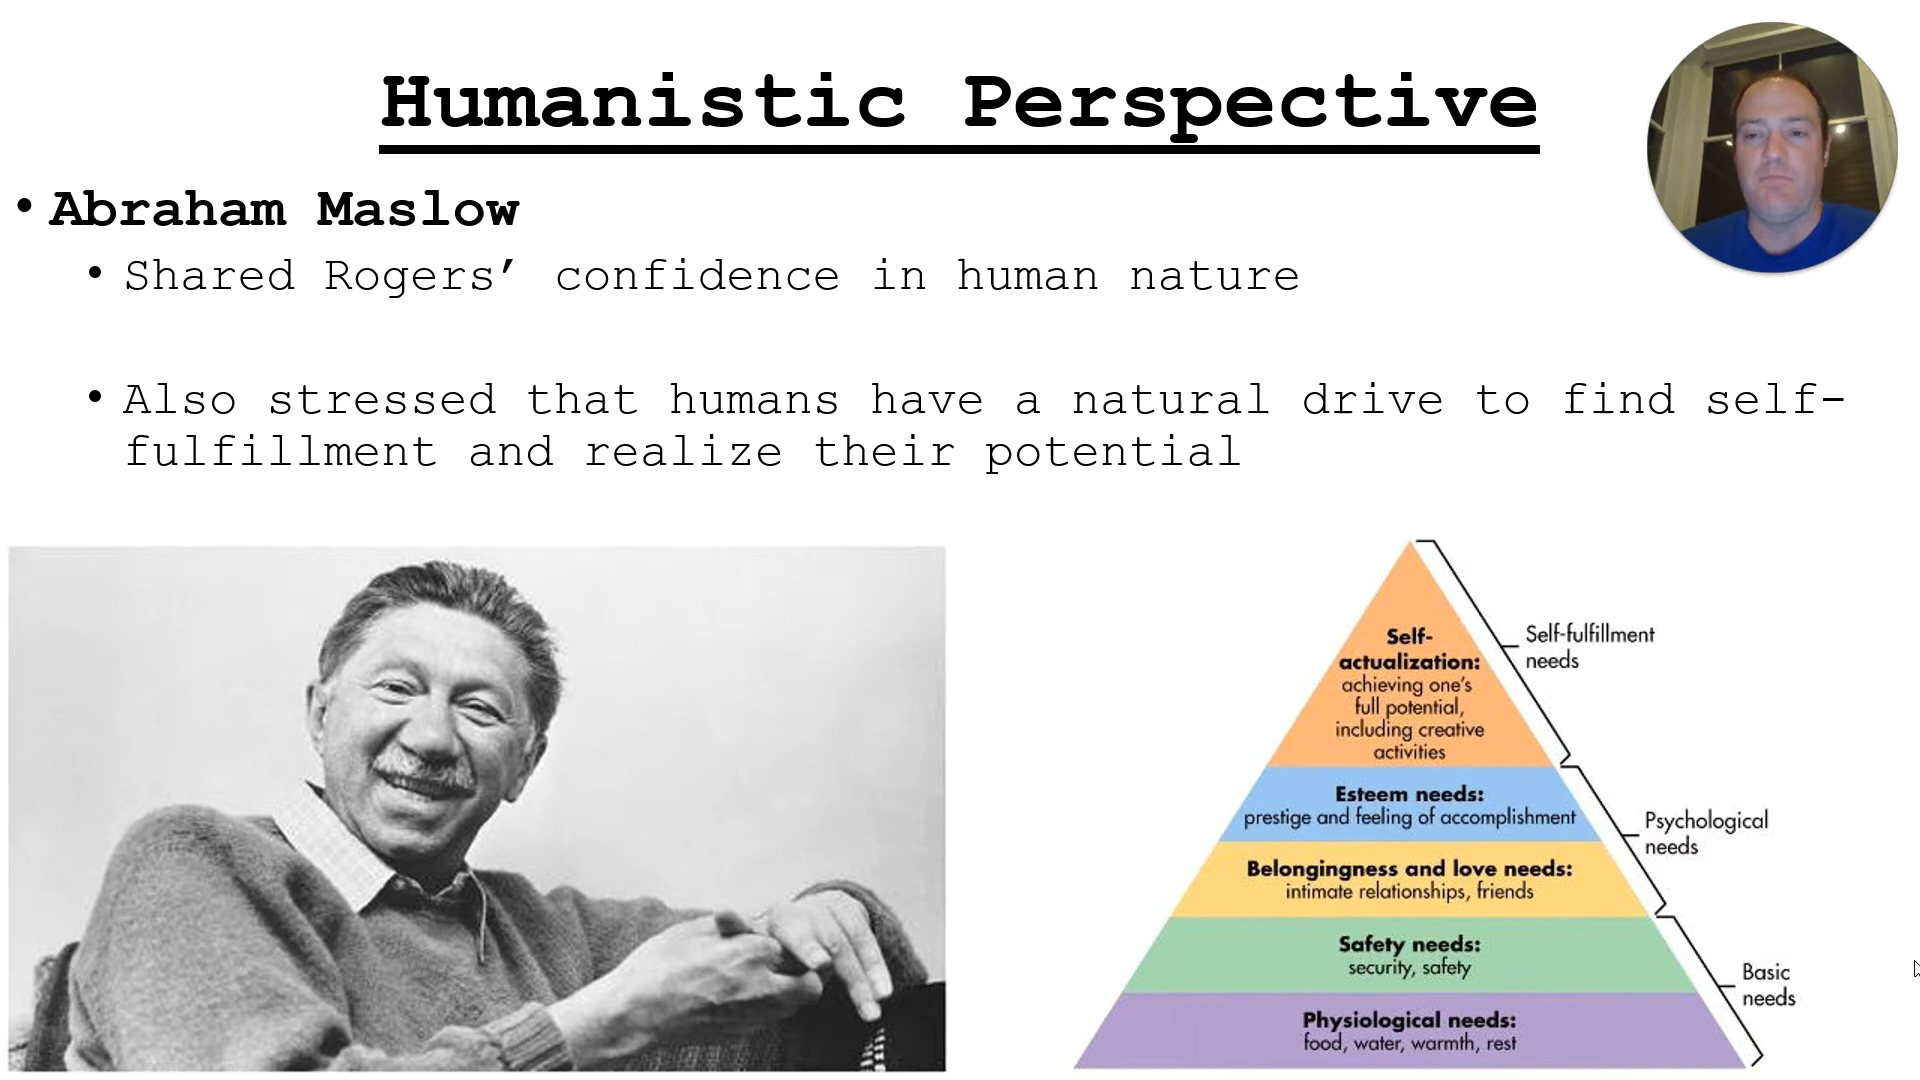 Humanistic Perspective
• Abraham Maslow
• Shared Rogers’ confidence in human nature
• Also stressed that humans have a natural drive to find self-
fulfillment and realize their potential
Self-
actualization:
achieving one’s
full potential,
including creative
activities
Self-fulfillment
needs
Esteem needs:
prestige and feeling of accomplishment
Psychological
needs
Belongingness and love needs:
intimate relationships, friends
Safety needs:
security, safety
Basic
needs
Physiological needs:
food, water, warmth, rest